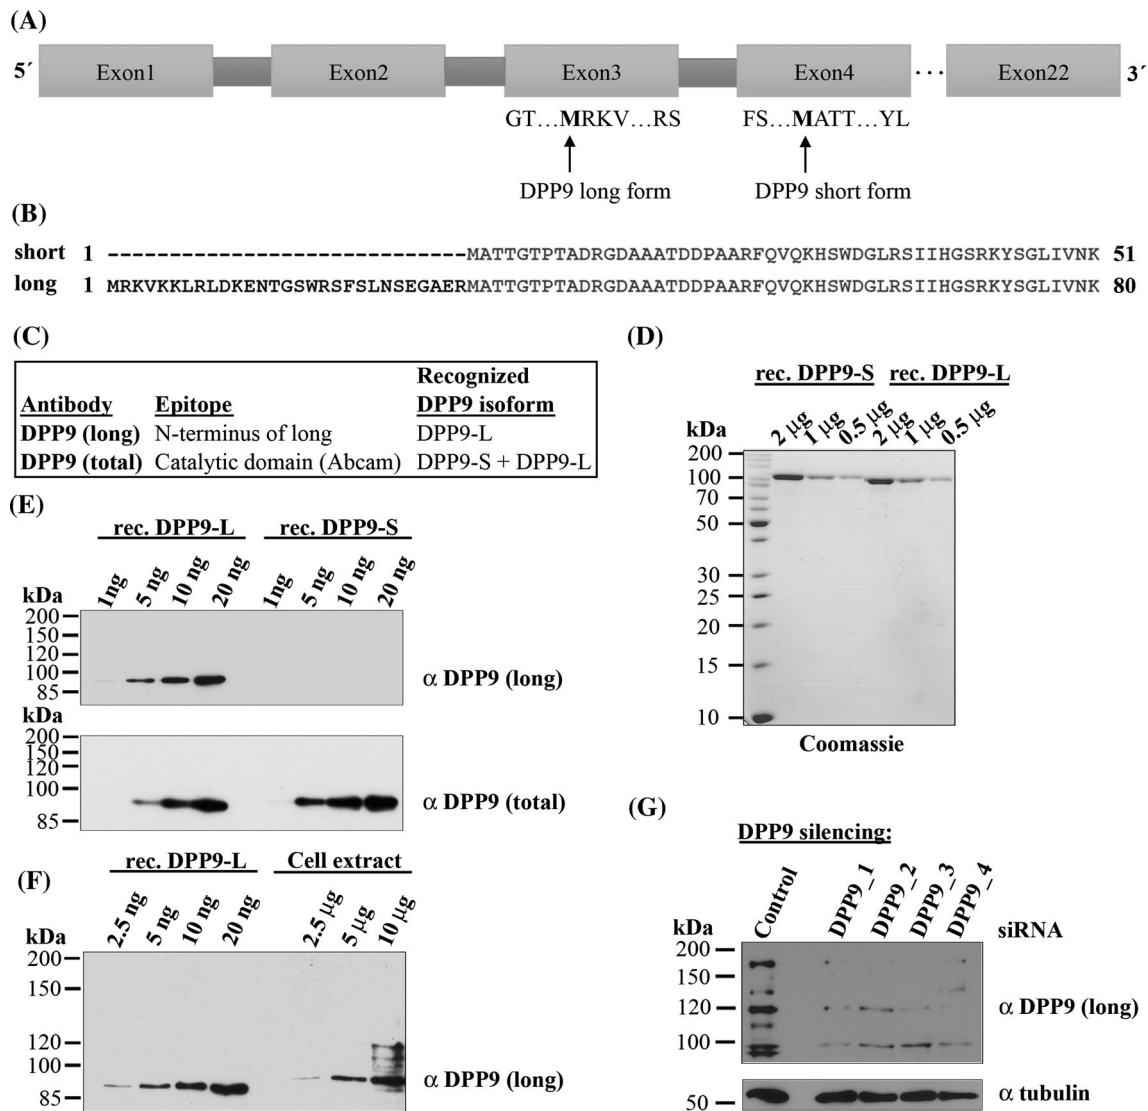 (A)
5´ Exon1 Exon2 Exon3 Exon4 ... Exon22 3´
GT...MRKV...RS FS...MATT...YL
DPP9 long form DPP9 short form
(B)
short 1 -----------------------------MATTGTPTADRGDAAATDDPAARFQVQKHSWDGLRSIIHGSRKYSGLIVNK 51
long 1 MRKVKKLRLDKENTGSWRSFSLNSEGAERMATTGTPTADRGDAAATDDPAARFQVQKHSWDGLRSIIHGSRKYSGLIVNK 80
(C)
Recognized
Antibody Epitope DPP9 isoform
DPP9 (long) N-terminus of long DPP9-L
DPP9 (total) Catalytic domain (Abcam) DPP9-S + DPP9-L
(D)
rec. DPP9-S rec. DPP9-L
2 µg 1 µg 0.5 µg 2 µg 1 µg 0.5 µg
kDa
200
100
70
50
30
25
20
15
10
Coomassie
(E)
rec. DPP9-L rec. DPP9-S
1ng 5 ng 10 ng 20 ng 1ng 5 ng 10 ng 20 ng
kDa
200
150
120
100
85
α DPP9 (long)
kDa
200
150
120
100
85
α DPP9 (total)
(F)
rec. DPP9-L Cell extract
2.5 ng 5 ng 10 ng 20 ng 2.5 µg 5 µg 10 µg
kDa
200
150
120
100
85
α DPP9 (long)
(G)
DPP9 silencing:
Control DPP9_1 DPP9_2 DPP9_3 DPP9_4 siRNA
kDa
200
150
120
100
α DPP9 (long)
50
α tubulin